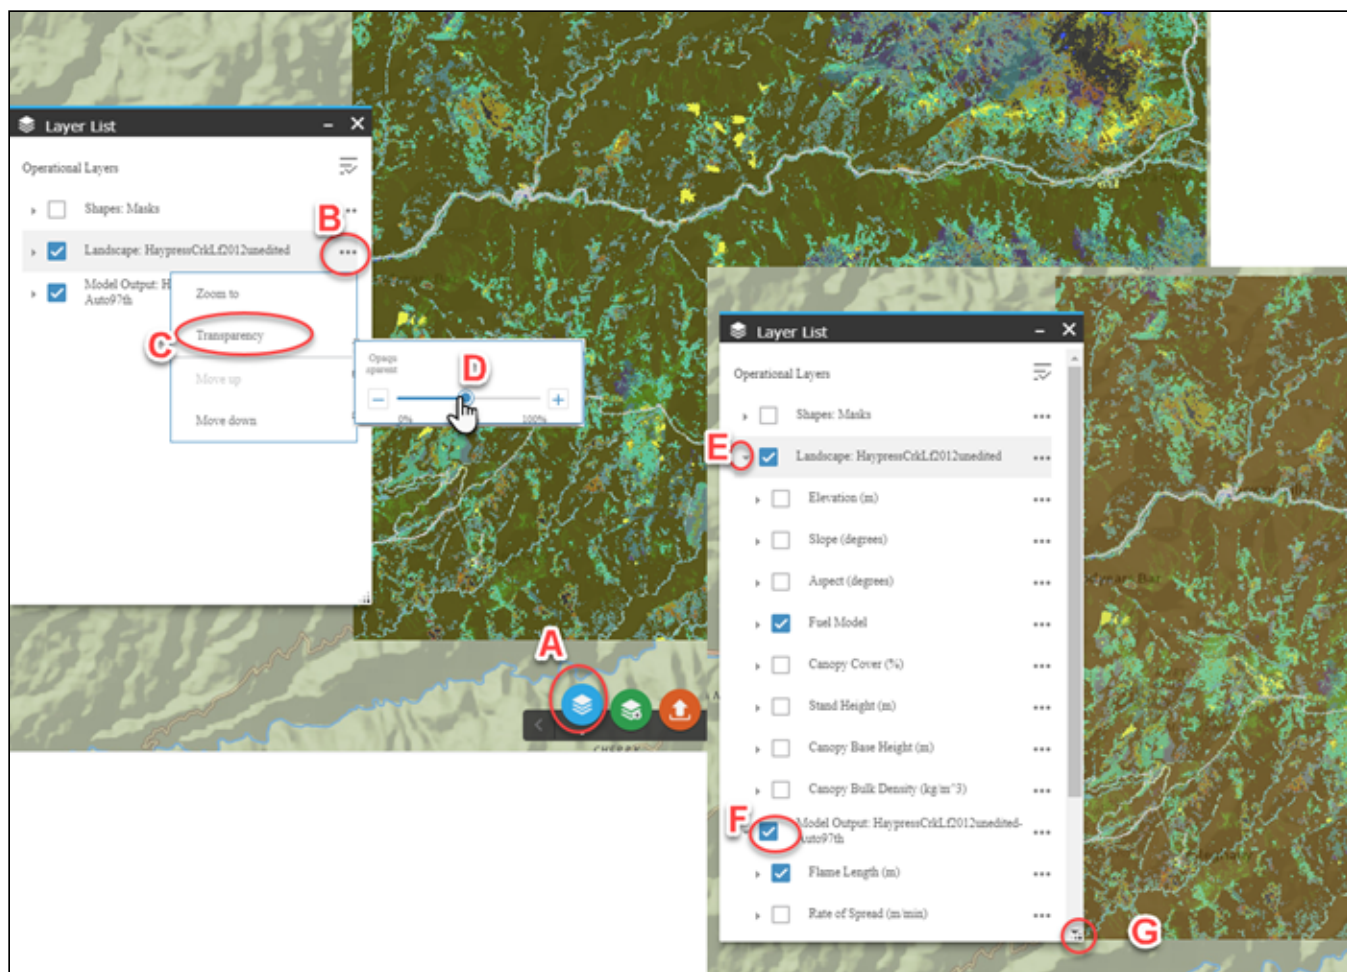 Layer List
Operational Layers
Shapes: Masks
B
Landscape: HaypressCrkLf2012unedited
Model Output: H
Auto97th
Zoom to
C
Transparency
Move up
Move down
Opaqu
sparent
D
0%
100%
A
CHERRY
Layer List
Operational Layers
Shapes: Masks
E
Landscape: HaypressCrkLf2012unedited
Elevation (m)
Slope (degrees)
Aspect (degrees)
Fuel Model
Canopy Cover (%)
Stand Height (m)
Canopy Base Height (m)
Canopy Bulk Density (kg/m^3)
F
Model Output: HaypressCrkLf2012unedited-
Auto97th
Flame Length (m)
Rate of Spread (m/min)
G